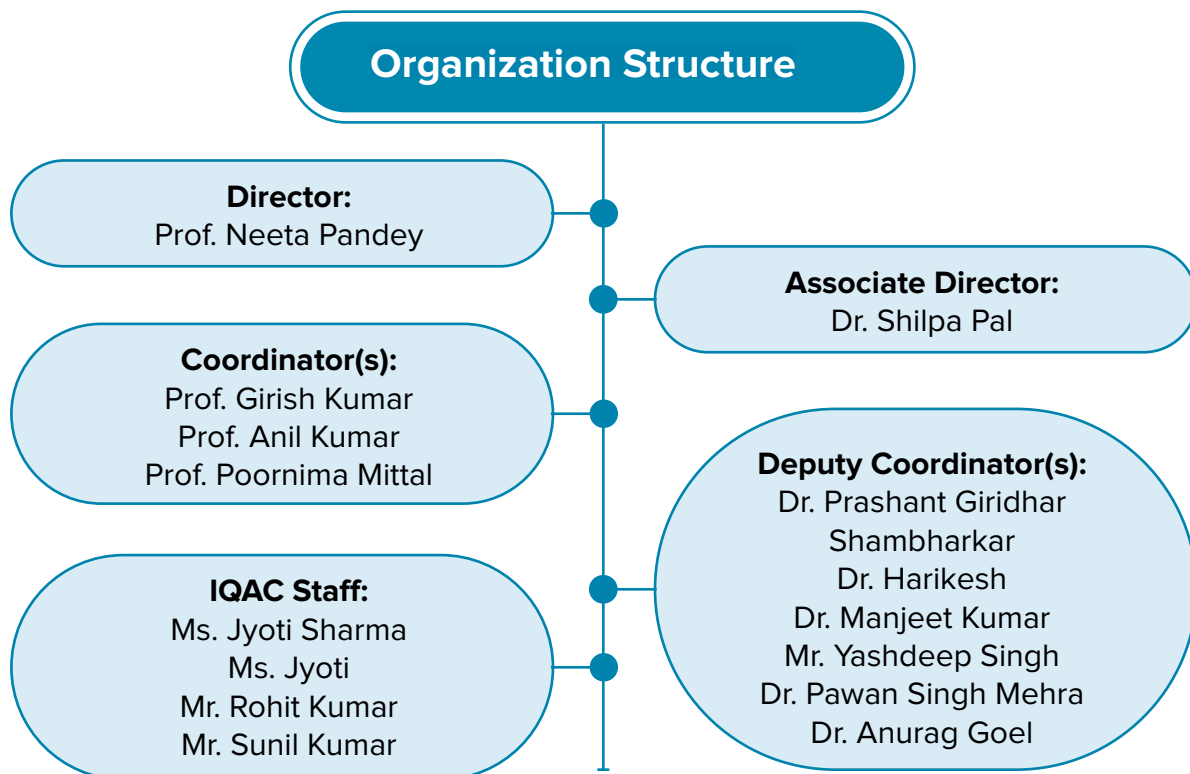 Organization Structure
Director:
Prof. Neeta Pandey
Associate Director:
Dr. Shilpa Pal
Coordinator(s):
Prof. Girish Kumar
Prof. Anil Kumar
Prof. Poornima Mittal
Deputy Coordinator(s):
Dr. Prashant Giridhar
Shambharkar
Dr. Harikesh
Dr. Manjeet Kumar
Mr. Yashdeep Singh
Dr. Pawan Singh Mehra
Dr. Anurag Goel
IQAC Staff:
Ms. Jyoti Sharma
Ms. Jyoti
Mr. Rohit Kumar
Mr. Sunil Kumar